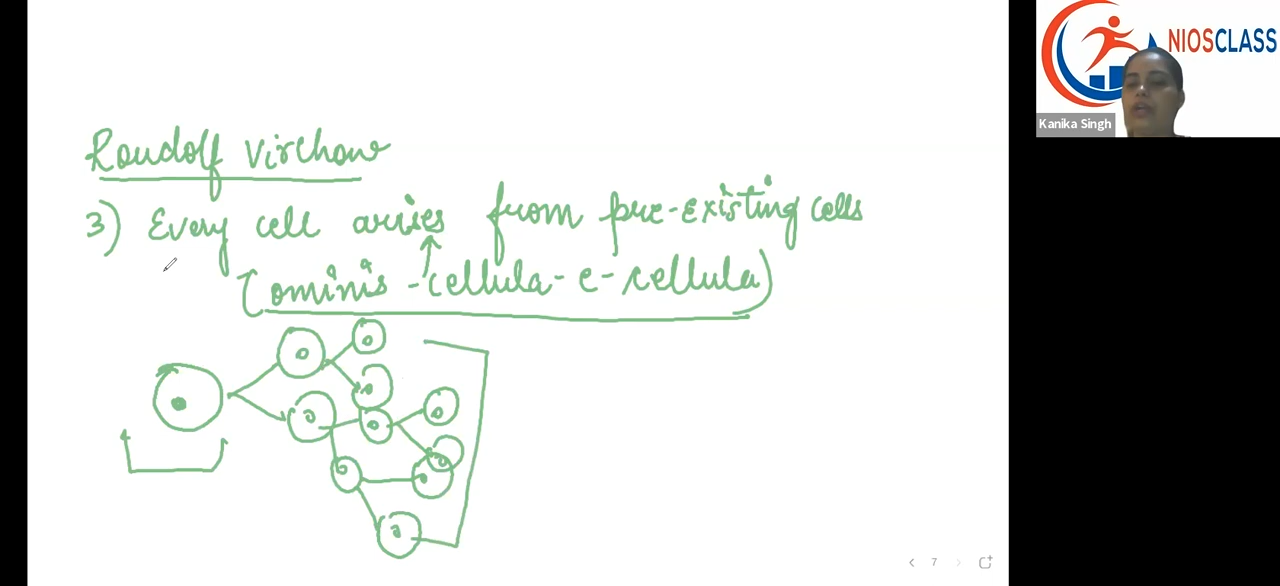 Roudolf Virchow
3) Every cell arises from pre-existing cells
(ominis - cellula - e - cellula)
NIOSCLASS
Kanika Singh
7